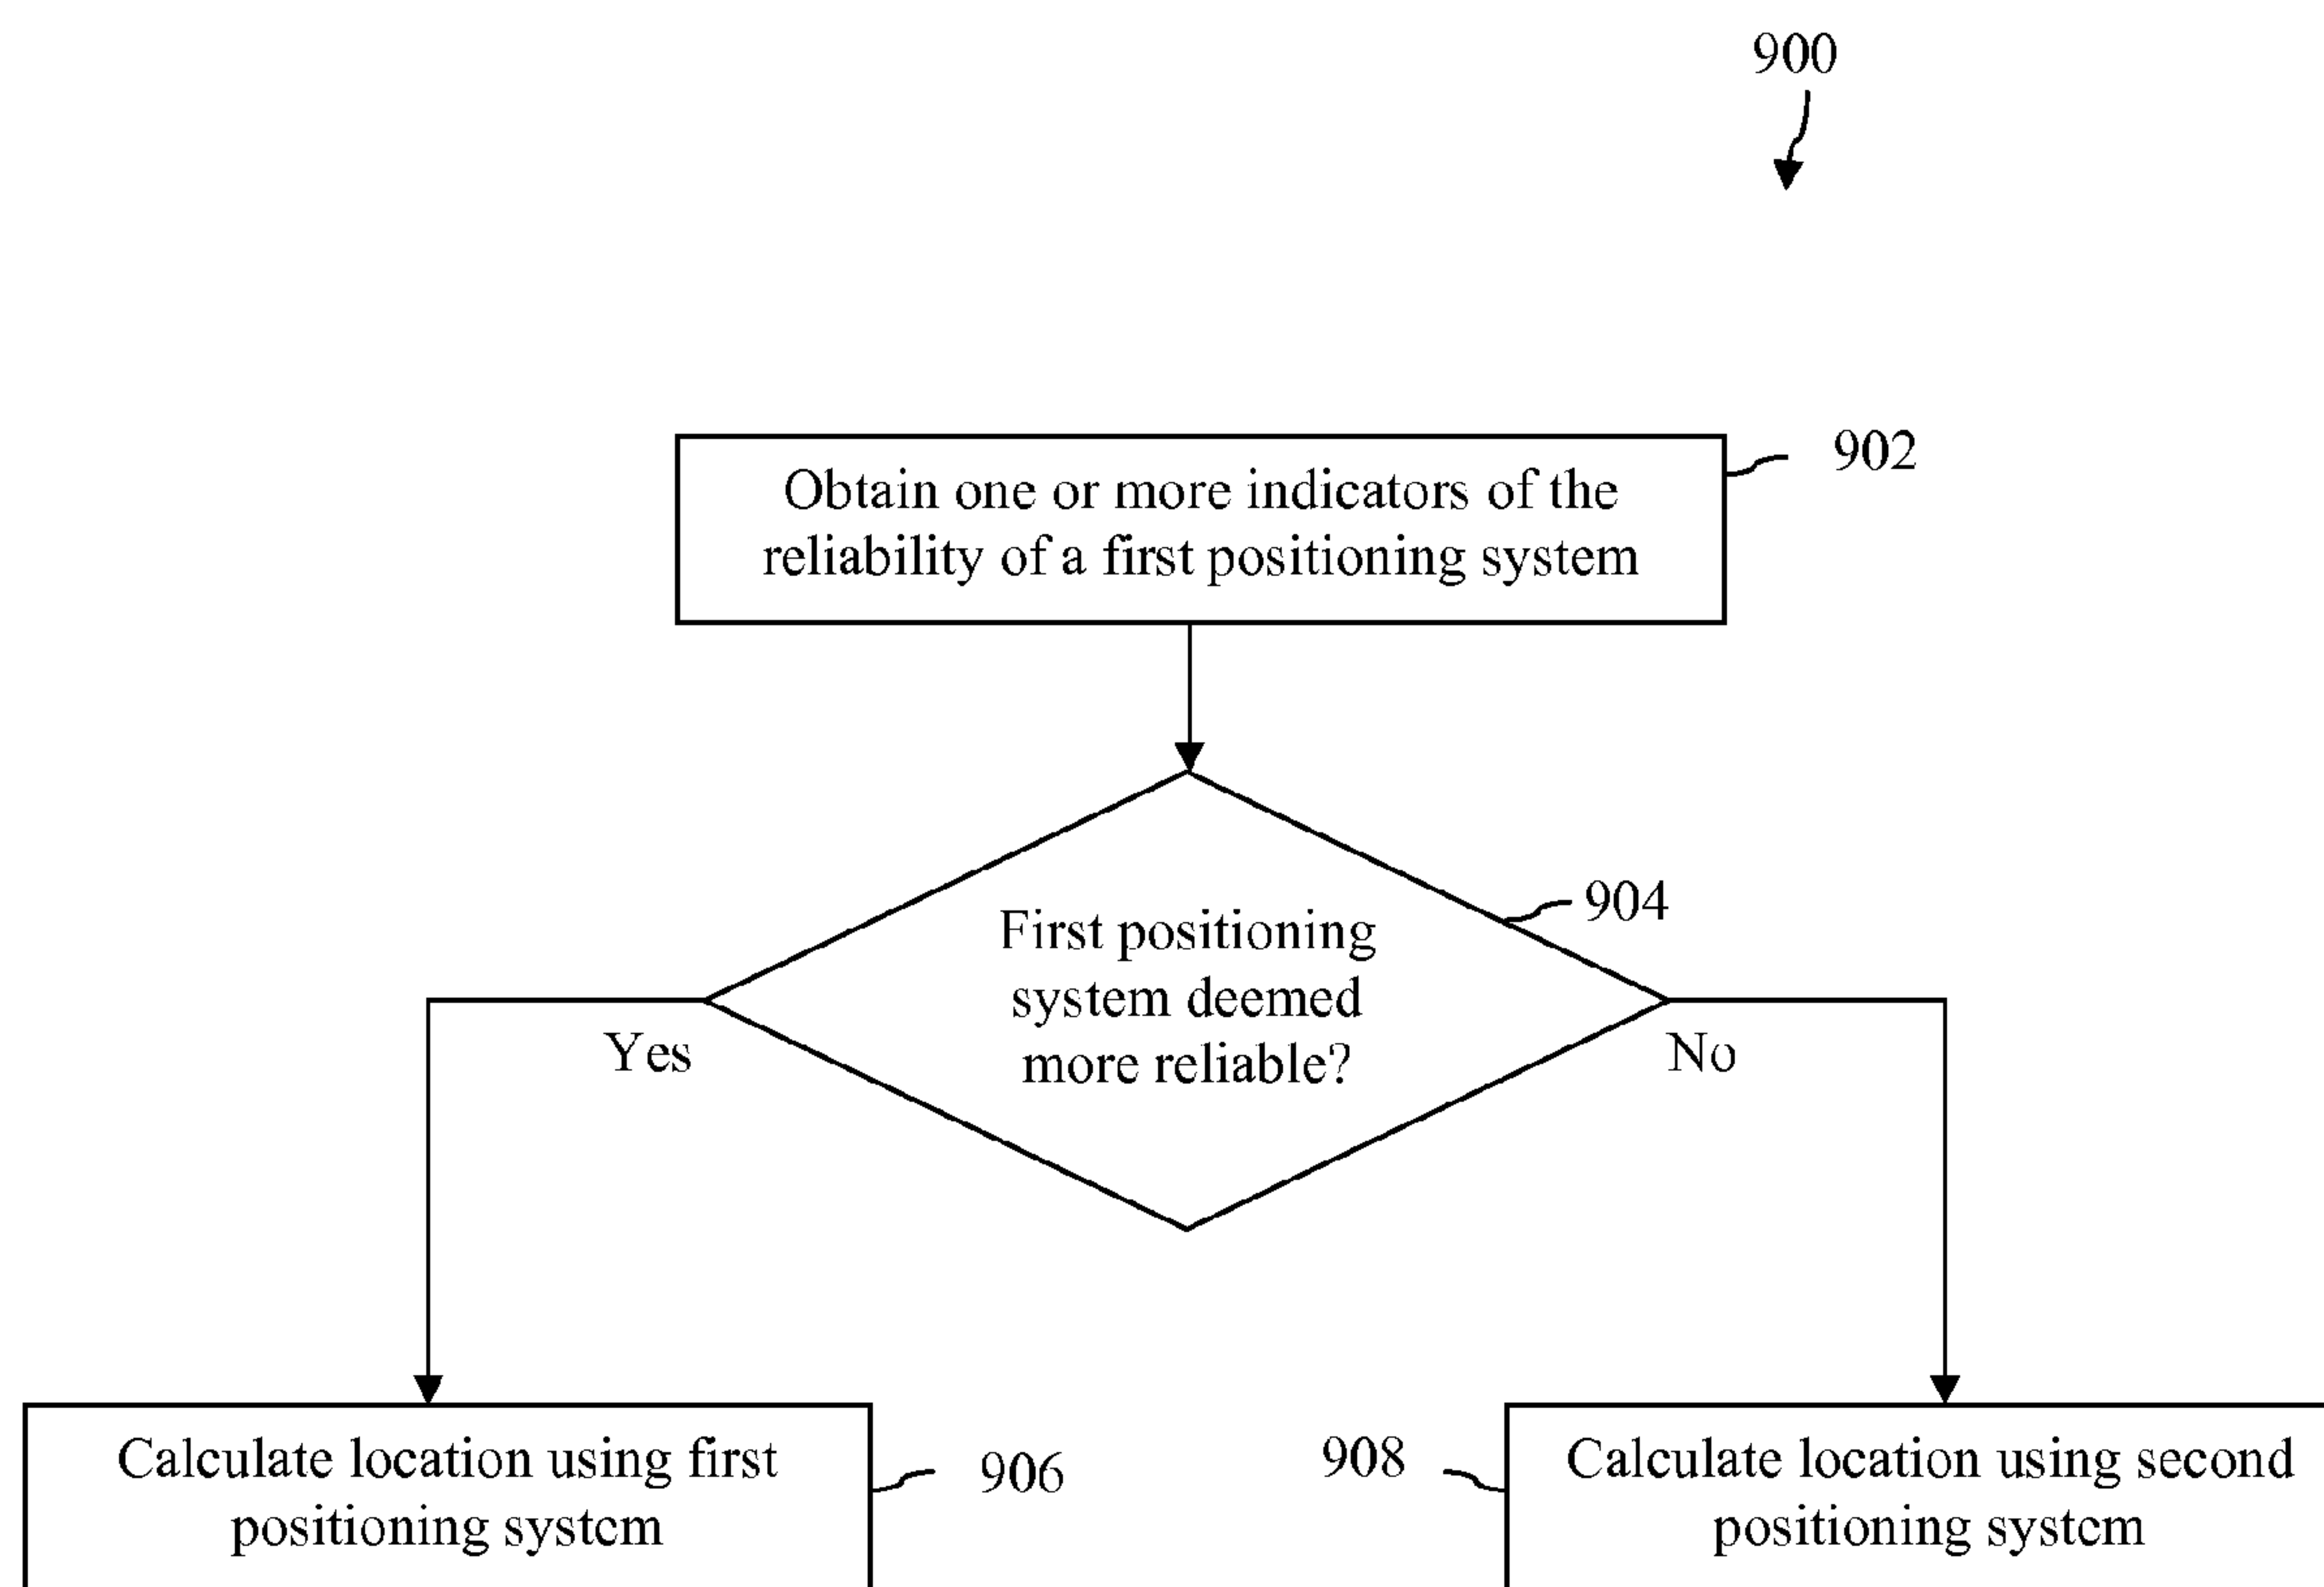 900
Obtain one or more indicators of the
reliability of a first positioning system
902
First positioning
system deemed
more reliable?
904
Yes
No
Calculate location using first
positioning system
906
908
Calculate location using second
positioning system